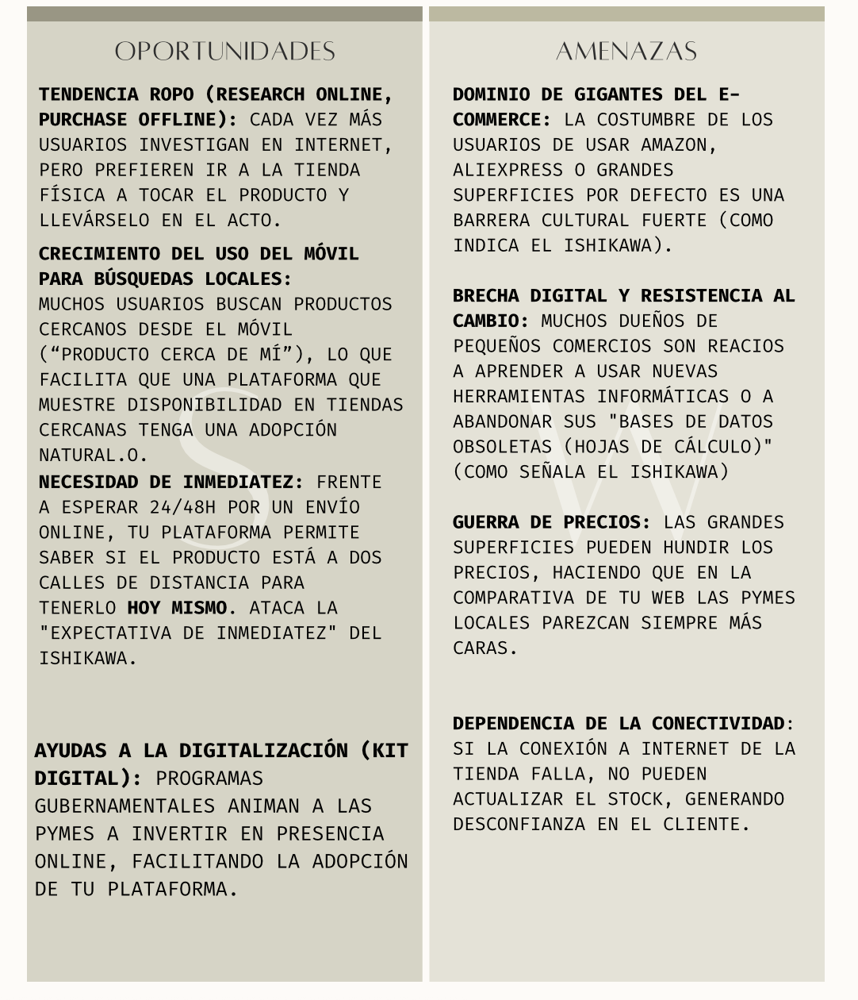 OPORTUNIDADES
TENDENCIA ROPO (RESEARCH ONLINE,
PURCHASE OFFLINE): CADA VEZ MÁS
USUARIOS INVESTIGAN EN INTERNET,
PERO PREFIEREN IR A LA TIENDA
FÍSICA A TOCAR EL PRODUCTO Y
LLEVÁRSELO EN EL ACTO.
CRECIMIENTO DEL USO DEL MÓVIL
PARA BÚSQUEDAS LOCALES:
MUCHOS USUARIOS BUSCAN PRODUCTOS
CERCANOS DESDE EL MÓVIL
(“PRODUCTO CERCA DE MÍ”), LO QUE
FACILITA QUE UNA PLATAFORMA QUE
MUESTRE DISPONIBILIDAD EN TIENDAS
CERCANAS TENGA UNA ADOPCIÓN
NATURAL.O.
NECESIDAD DE INMEDIATEZ: FRENTE
A ESPERAR 24/48H POR UN ENVÍO
ONLINE, TU PLATAFORMA PERMITE
SABER SI EL PRODUCTO ESTÁ A DOS
CALLES DE DISTANCIA PARA
TENERLO HOY MISMO. ATACA LA
"EXPECTATIVA DE INMEDIATEZ" DEL
ISHIKAWA.
AYUDAS A LA DIGITALIZACIÓN (KIT
DIGITAL): PROGRAMAS
GUBERNAMENTALES ANIMAN A LAS
PYMES A INVERTIR EN PRESENCIA
ONLINE, FACILITANDO LA ADOPCIÓN
DE TU PLATAFORMA.
S
AMENAZAS
DOMINIO DE GIGANTES DEL E-
COMMERCE: LA COSTUMBRE DE LOS
USUARIOS DE USAR AMAZON,
ALIEXPRESS O GRANDES
SUPERFICIES POR DEFECTO ES UNA
BARRERA CULTURAL FUERTE (COMO
INDICA EL ISHIKAWA).
BRECHA DIGITAL Y RESISTENCIA AL
CAMBIO: MUCHOS DUEÑOS DE
PEQUEÑOS COMERCIOS SON REACIOS
A APRENDER A USAR NUEVAS
HERRAMIENTAS INFORMÁTICAS O A
ABANDONAR SUS "BASES DE DATOS
OBSOLETAS (HOJAS DE CÁLCULO)"
(COMO SEÑALA EL ISHIKAWA)
GUERRA DE PRECIOS: LAS GRANDES
SUPERFICIES PUEDEN HUNDIR LOS
PRECIOS, HACIENDO QUE EN LA
COMPARATIVA DE TU WEB LAS PYMES
LOCALES PAREZCAN SIEMPRE MÁS
CARAS.
DEPENDENCIA DE LA CONECTIVIDAD:
SI LA CONEXIÓN A INTERNET DE LA
TIENDA FALLA, NO PUEDEN
ACTUALIZAR EL STOCK, GENERANDO
DESCONFIANZA EN EL CLIENTE.
W